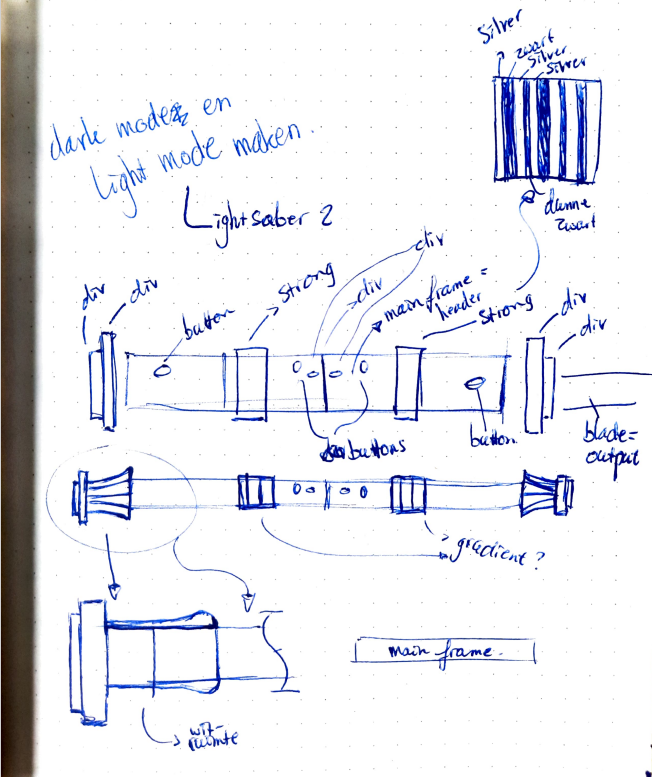 Silver
zwart
Silver
Silver
dark mode en
Light mode maken.
dunne
zwart
Lightsaber 2
div
div
div
div
strong
button
main frame =
header
strong
div
div
buttons
button
blade=
output
gradient?
main frame.
wit-
ruimte